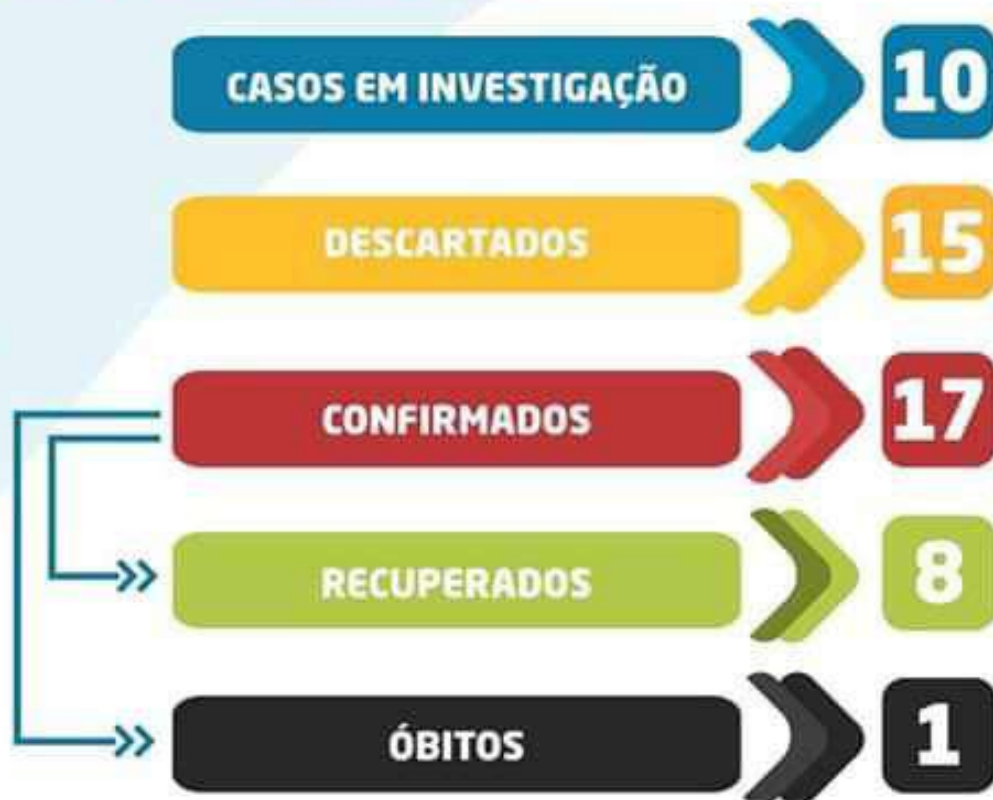 CASOS EM INVESTIGAÇÃO 10
DESCARTADOS 15
CONFIRMADOS 17
RECUPERADOS 8
ÓBITOS 1